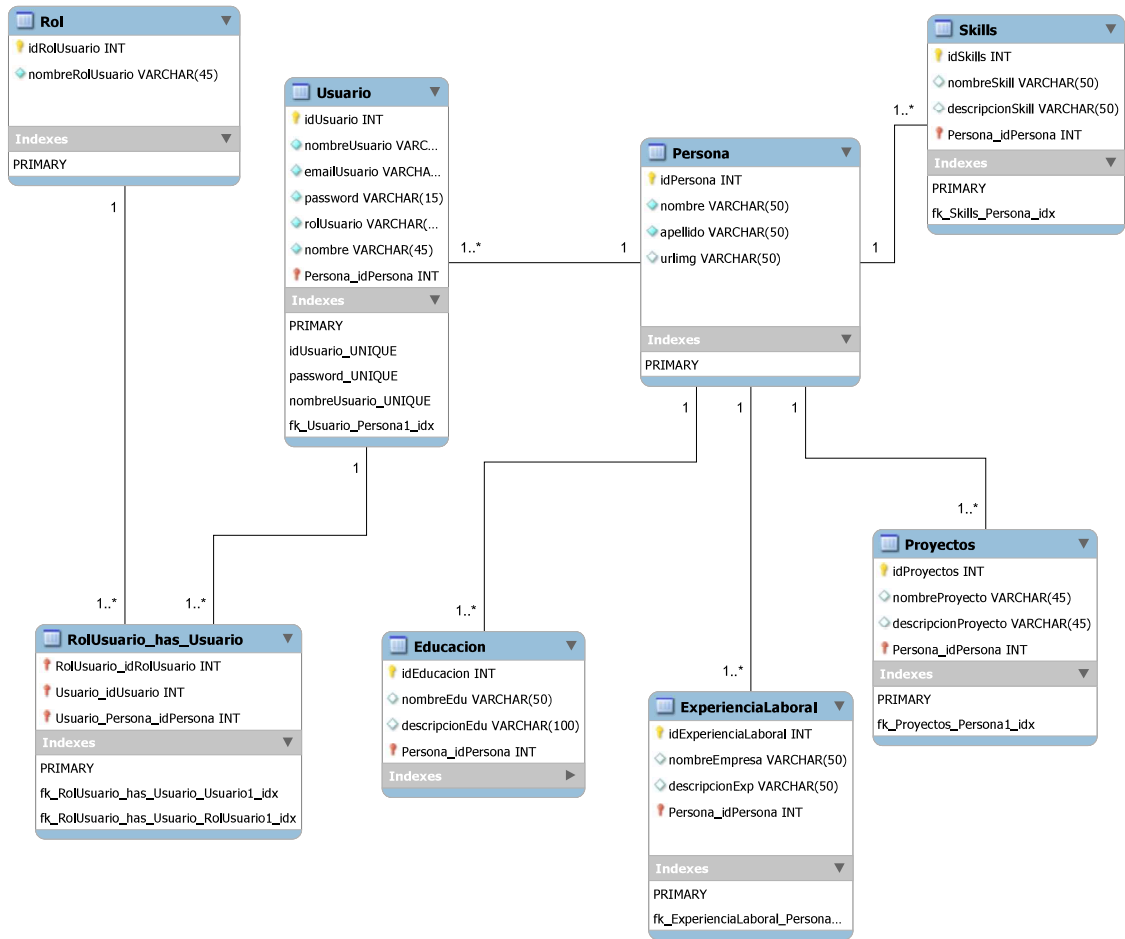 Rol
idRolUsuario INT
nombreRolUsuario VARCHAR(45)
Indexes
PRIMARY
1
1..*
Usuario
idUsuario INT
nombreUsuario VARC...
emailUsuario VARCHA...
password VARCHAR(15)
rolUsuario VARCHAR(...
nombre VARCHAR(45)
Persona_idPersona INT
Indexes
PRIMARY
idUsuario_UNIQUE
password_UNIQUE
nombreUsuario_UNIQUE
fk_Usuario_Persona1_idx
1..*
1
1
1..*
Persona
idPersona INT
nombre VARCHAR(50)
apellido VARCHAR(50)
urlimg VARCHAR(50)
Indexes
PRIMARY
1
1..*
Skills
idSkills INT
nombreSkill VARCHAR(50)
descripcionSkill VARCHAR(50)
Persona_idPersona INT
Indexes
PRIMARY
fk_Skills_Persona_idx
1
1
1
1..*
1..*
1..*
RolUsuario_has_Usuario
RolUsuario_idRolUsuario INT
Usuario_idUsuario INT
Usuario_Persona_idPersona INT
Indexes
PRIMARY
fk_RolUsuario_has_Usuario_Usuario1_idx
fk_RolUsuario_has_Usuario_RolUsuario1_idx
Educacion
idEducacion INT
nombreEdu VARCHAR(50)
descripcionEdu VARCHAR(100)
Persona_idPersona INT
Indexes
ExperienciaLaboral
idExperienciaLaboral INT
nombreEmpresa VARCHAR(50)
descripcionExp VARCHAR(50)
Persona_idPersona INT
Indexes
PRIMARY
fk_ExperienciaLaboral_Persona...
Proyectos
idProyectos INT
nombreProyecto VARCHAR(45)
descripcionProyecto VARCHAR(45)
Persona_idPersona INT
Indexes
PRIMARY
fk_Proyectos_Persona1_idx